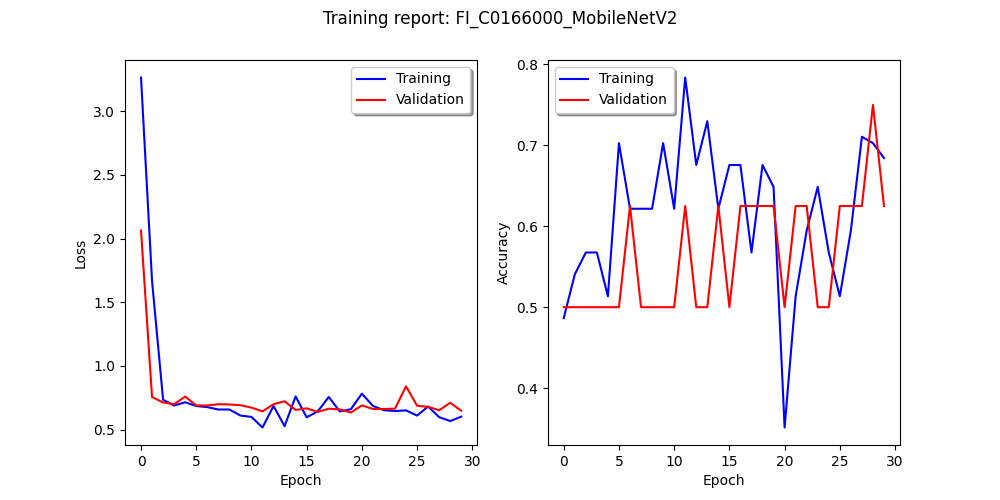 Training report: FI_C0166000_MobileNetV2
Training
Validation
3.0
2.5
2.0
1.5
1.0
0.5
Loss
0 5 10 15 20 25 30
Epoch
Training
Validation
0.8
0.7
0.6
0.5
0.4
Accuracy
0 5 10 15 20 25 30
Epoch